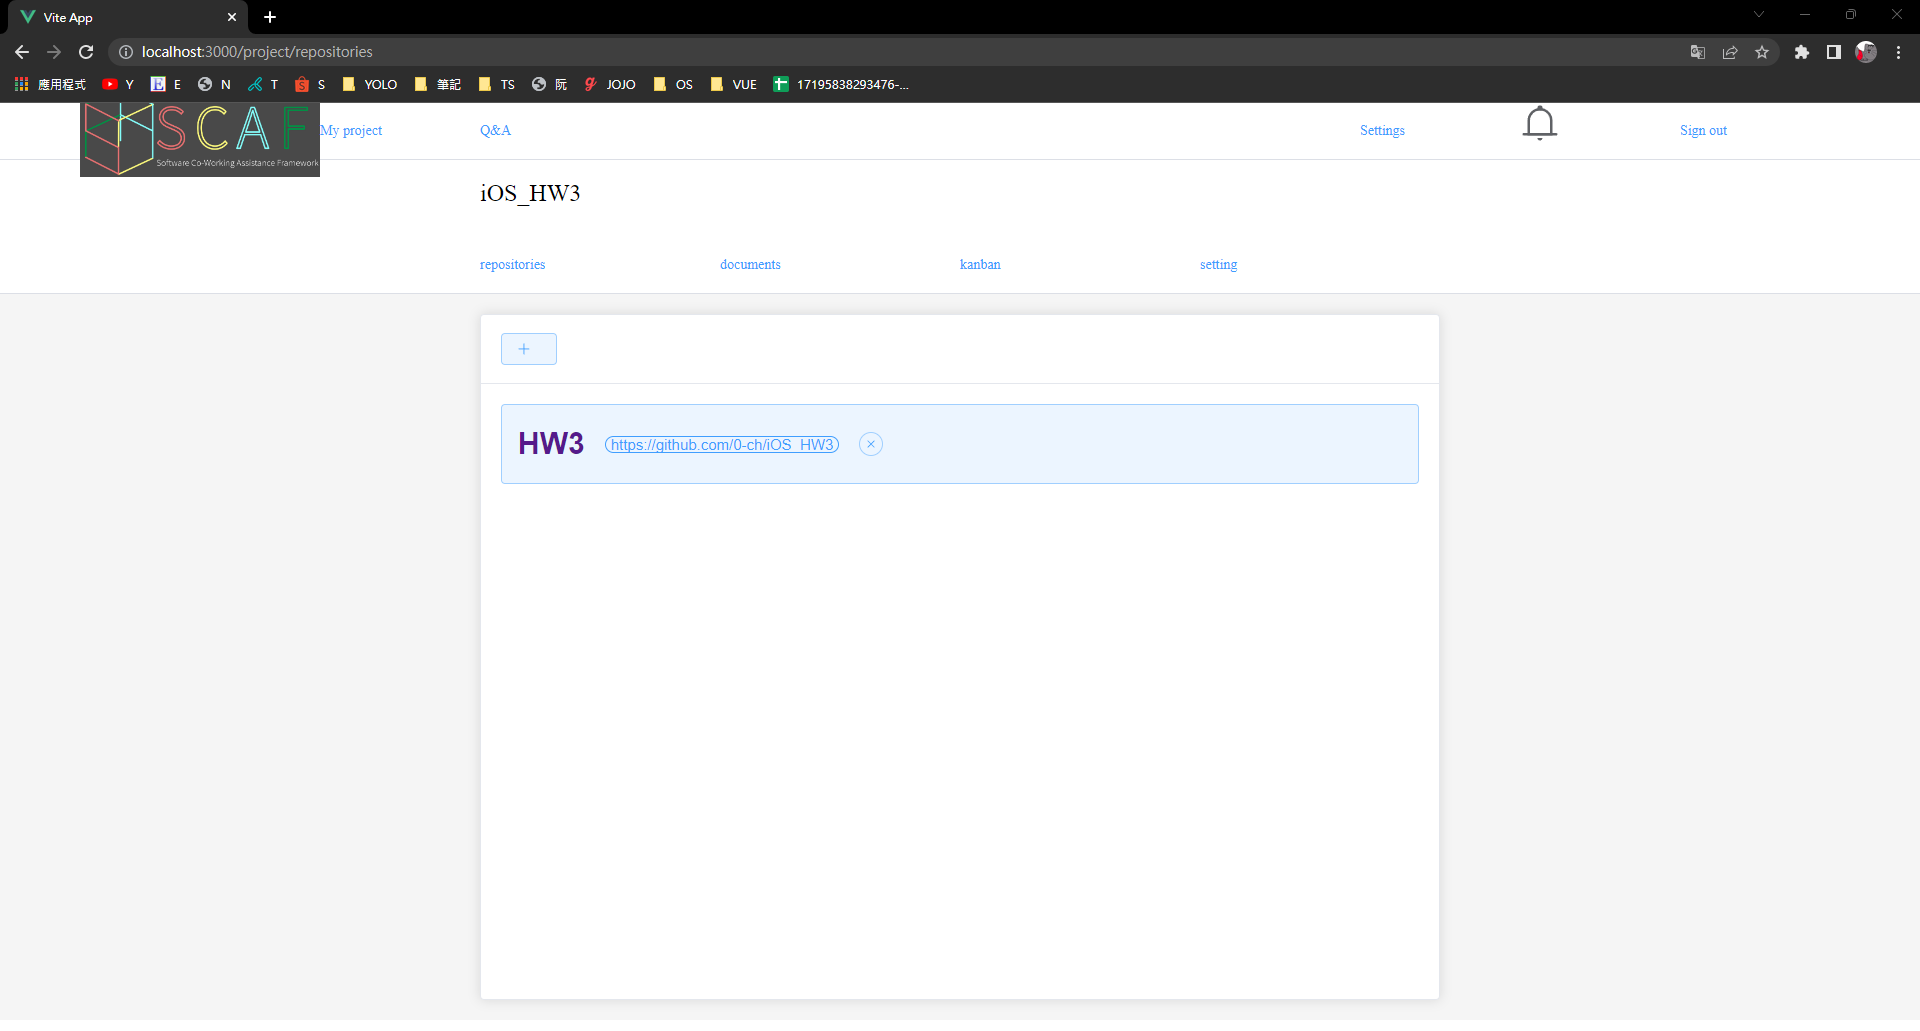 Vite App
localhost:3000/project/repositories
應用程式 Y E N T S YOLO 筆記 TS 阮 JOJO OS VUE 17195838293476-...
SCAF
Software Co-Working Assistance Framework
My project Q&A Settings Sign out
iOS_HW3
repositories documents kanban setting
HW3 https://github.com/0-ch/iOS_HW3